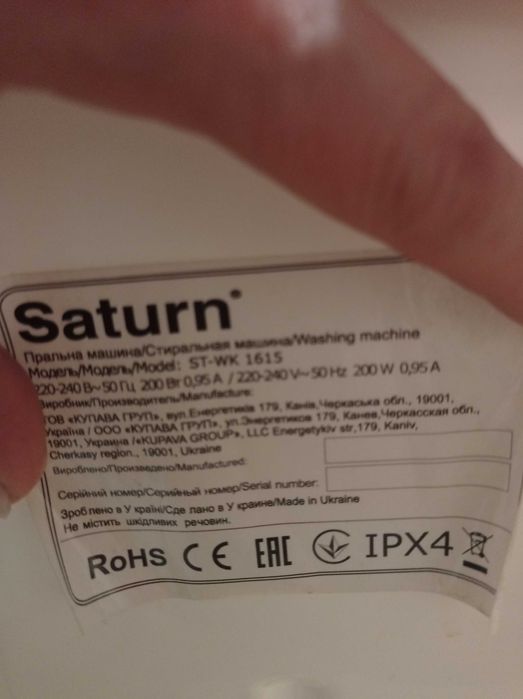 Saturn®
Пральна машина/Стиральная машина/Washing machine
Модель/Модель/Model: ST-WK 1615
220-240 В~50 Гц, 200 Вт 0,95 А / 220-240 V~50 Hz 200 W 0,95 A
Виробник/Производитель/Manufacture:
ТОВ «КУПАВА ГРУП», вул.Енергетиків 179, Канів,Черкаська обл., 19001,
Україна / ООО «КУПАВА ГРУП», ул.Энергетиков 179, Канев,Черкасская обл.,
19001, Украина /«KUPAVA GROUP», LLC Energetykiv str,179, Kaniv,
Cherkasy region., 19001, Ukraine
Вироблено/Произведено/Manufactured:
Серійний номер/Серийный номер/Serial number:
Зроблено в Україні/Сделано в Украине/Made in Ukraine
Не містить шкідливих речовин.
RoHS CE EAC IPX4